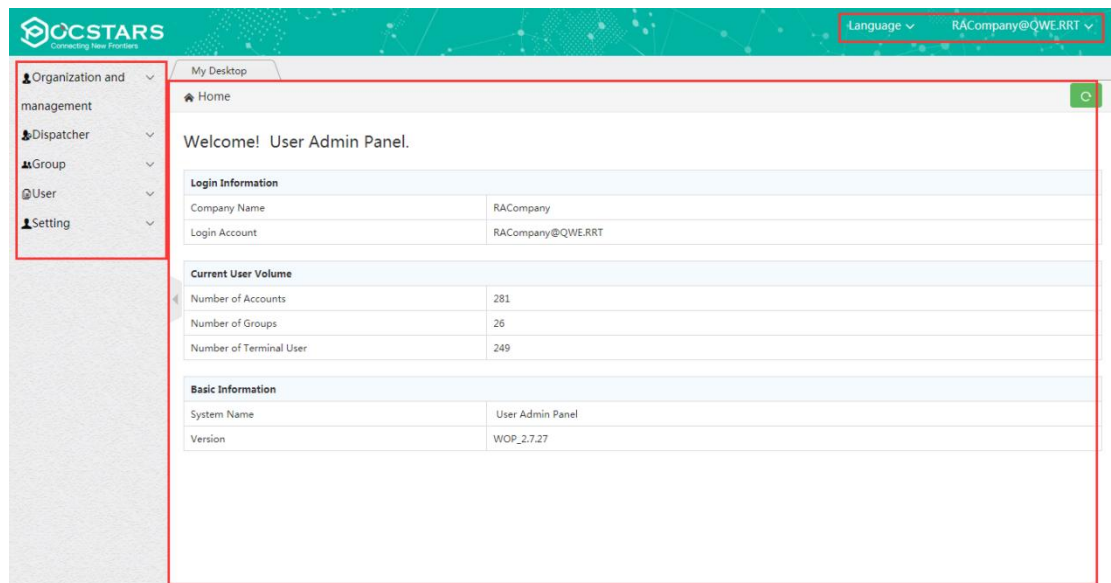 POCSTARS
Connecting New Frontiers
Language
RACompany@QWE.RRT
Organization and
management
Dispatcher
Group
User
Setting
My Desktop
Home
Welcome! User Admin Panel.
Login Information
Company Name RACompany
Login Account RACompany@QWE.RRT
Current User Volume
Number of Accounts 281
Number of Groups 26
Number of Terminal User 249
Basic Information
System Name User Admin Panel
Version WOP_2.7.27